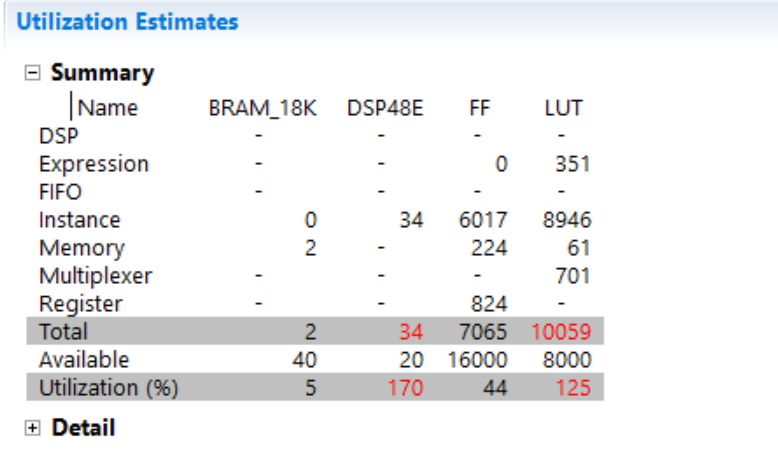 Utilization Estimates
Summary
Name BRAM_18K DSP48E FF LUT
DSP - - - -
Expression - - 0 351
FIFO - - - -
Instance 0 34 6017 8946
Memory 2 - 224 61
Multiplexer - - - 701
Register - - 824 -
Total 2 34 7065 10059
Available 40 20 16000 8000
Utilization (%) 5 170 44 125
Detail